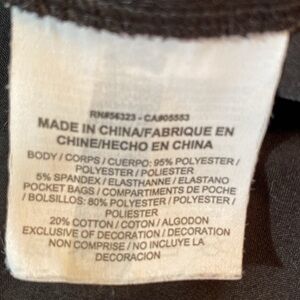 RN#56323 - CA#05553
MADE IN CHINA/FABRIQUE EN
CHINE/HECHO EN CHINA
BODY / CORPS / CUERPO: 95% POLYESTER /
POLYESTER / POLIESTER
5% SPANDEX / ELASTHANNE / ELASTANO
POCKET BAGS / COMPARTIMENTS DE POCHE
/ BOLSILLOS: 80% POLYESTER / POLYESTER /
POLIESTER
20% COTTON / COTON / ALGODON
EXCLUSIVE OF DECORATION / DECORATION
NON COMPRISE / NO INCLUYE LA
DECORACION